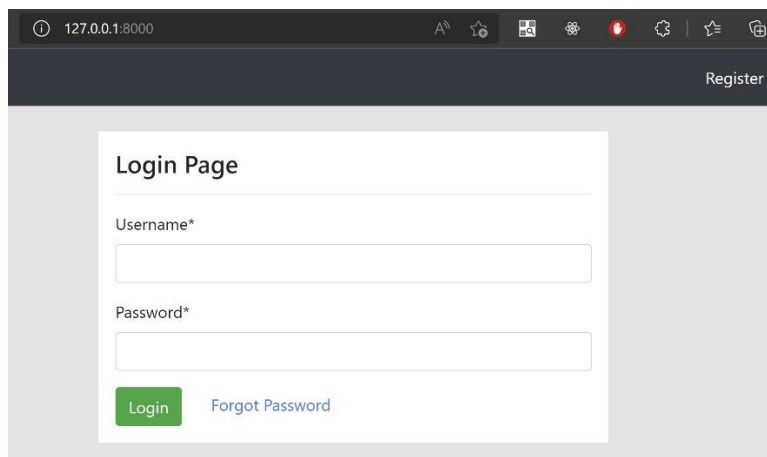 127.0.0.1:8000
Register
Login Page
Username*
Password*
Login Forgot Password